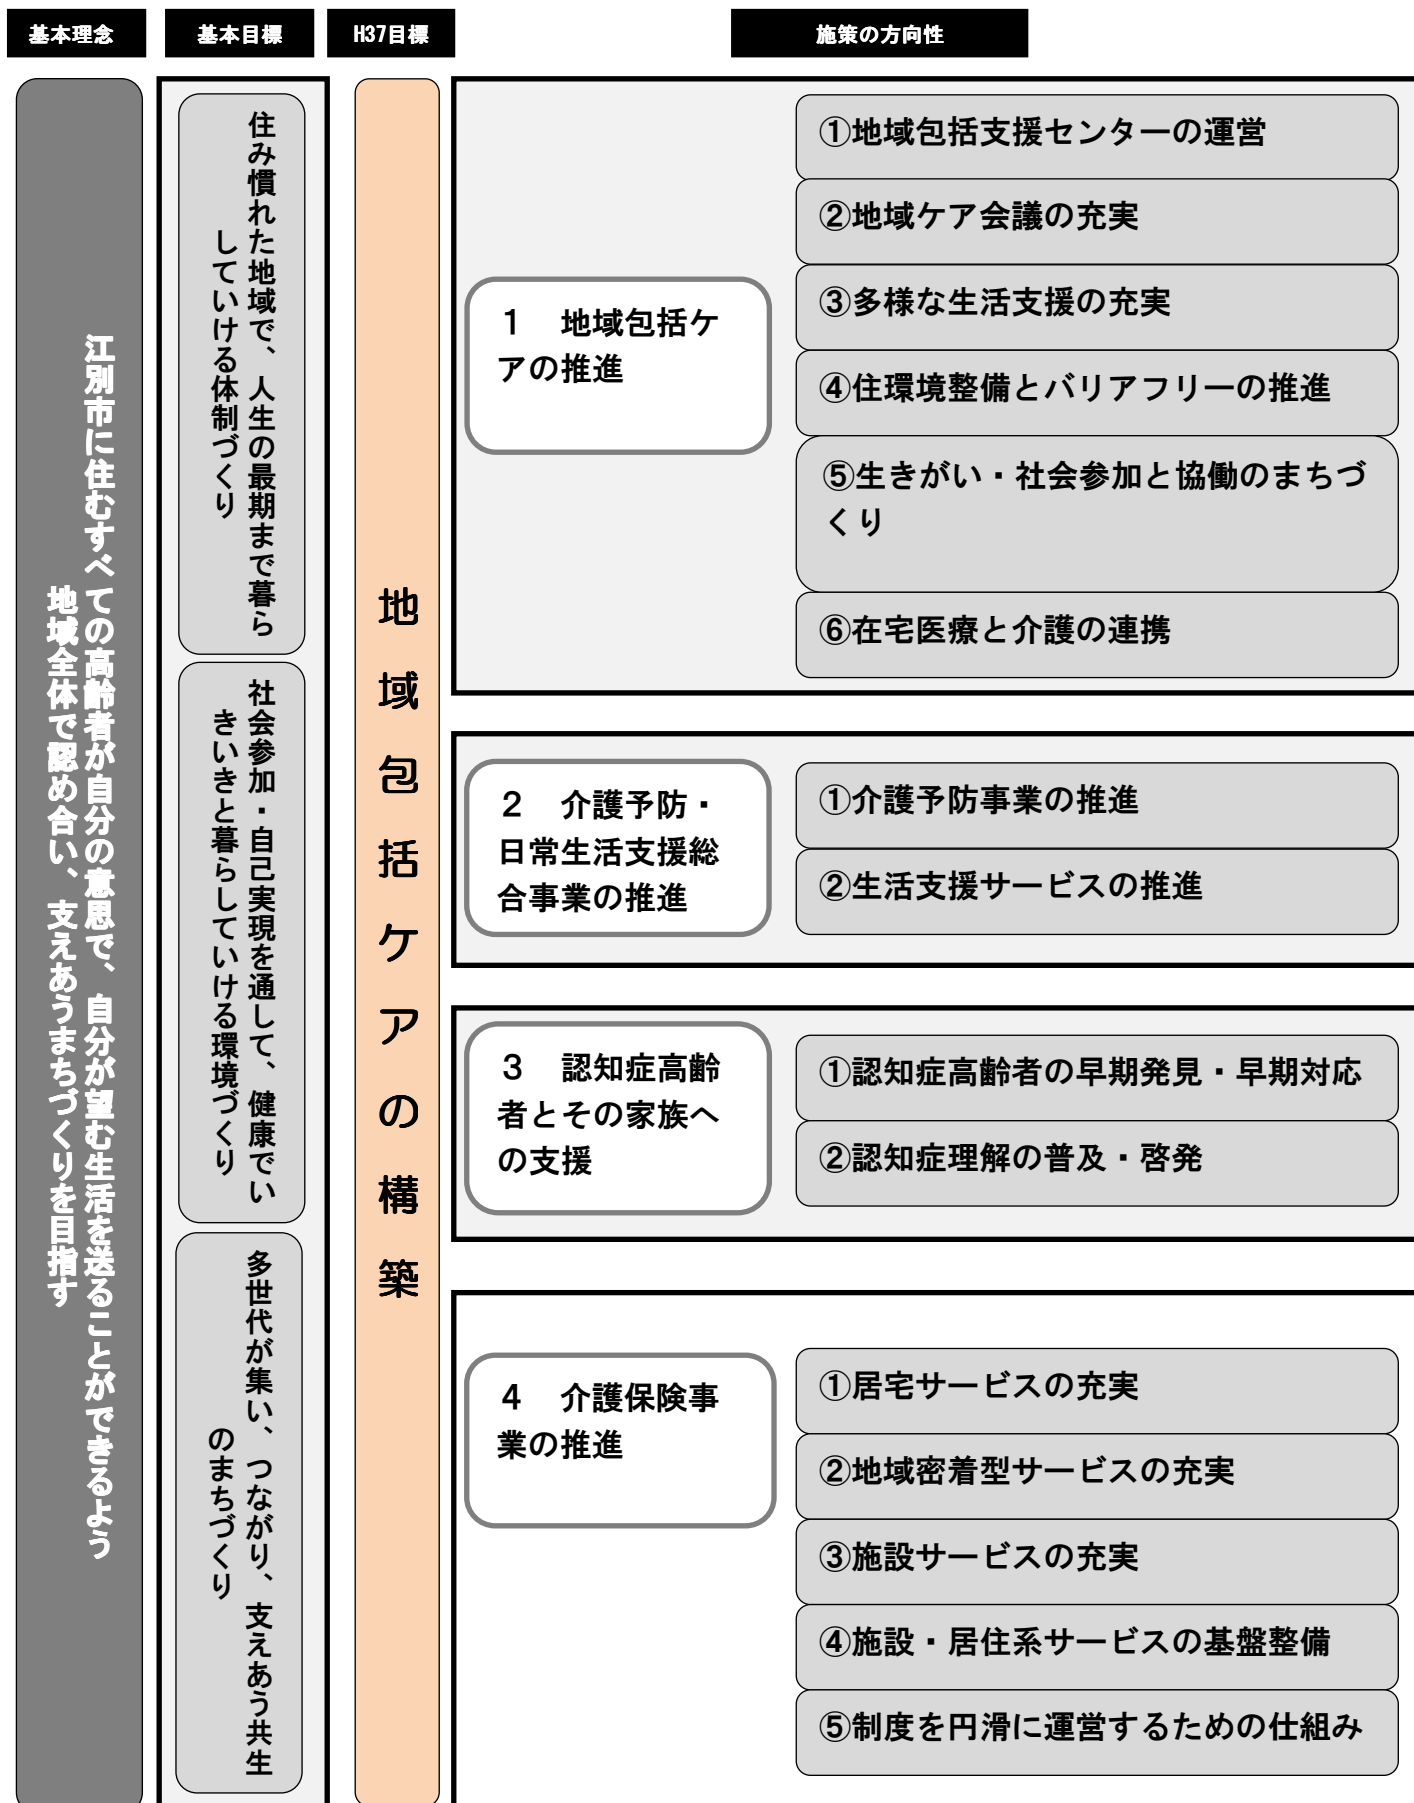 基本理念
基本目標
H37目標
施策の方向性
江別市に住むすべての高齢者が自分の意思で、自分が望む生活を送ることができるよう
地域全体で認め合い、支えあうまちづくりを目指す
住み慣れた地域で、人生の最期まで暮ら
していける体制づくり
社会参加・自己実現を通して、健康でい
きいきと暮らしていける環境づくり
多世代が集い、つながり、支えあう共生
のまちづくり
地域包括ケアの構築
1 地域包括ケ
アの推進
①地域包括支援センターの運営
②地域ケア会議の充実
③多様な生活支援の充実
④住環境整備とバリアフリーの推進
⑤生きがい・社会参加と協働のまちづ
くり
⑥在宅医療と介護の連携
2 介護予防・
日常生活支援総
合事業の推進
①介護予防事業の推進
②生活支援サービスの推進
3 認知症高齢
者とその家族へ
の支援
①認知症高齢者の早期発見・早期対応
②認知症理解の普及・啓発
4 介護保険事
業の推進
①居宅サービスの充実
②地域密着型サービスの充実
③施設サービスの充実
④施設・居住系サービスの基盤整備
⑤制度を円滑に運営するための仕組み